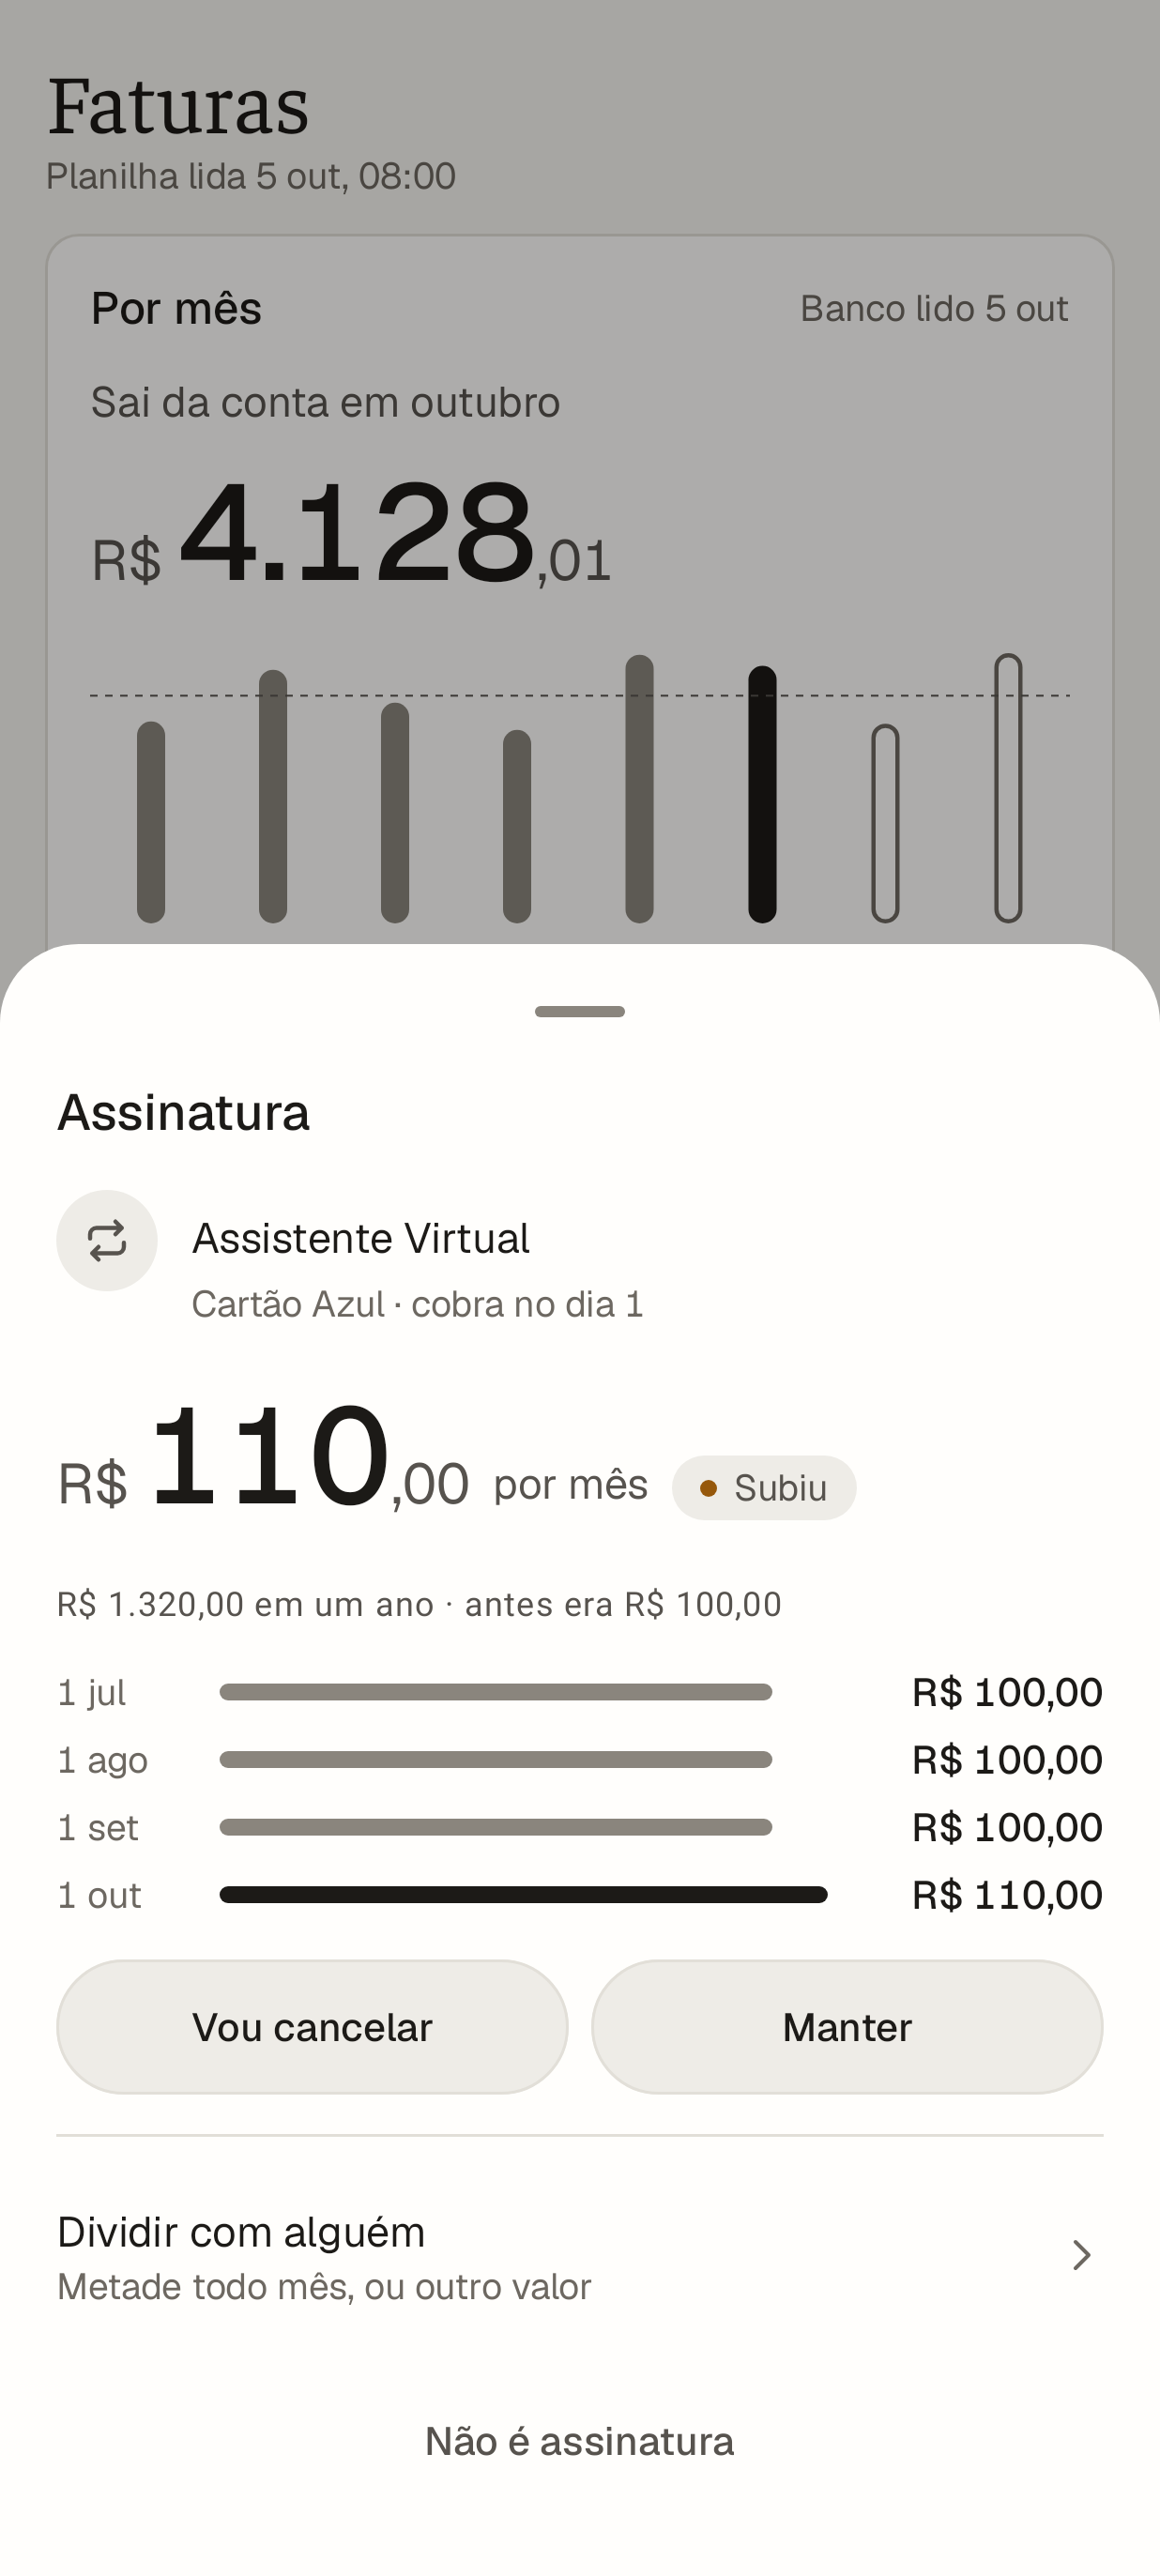 Faturas
Planilha lida 5 out, 08:00
Por mês
Banco lido 5 out
Sai da conta em outubro
R$ 4.128,01
Assinatura
Assistente Virtual
Cartão Azul · cobra no dia 1
R$ 110,00 por mês Subiu
R$ 1.320,00 em um ano · antes era R$ 100,00
1 jul R$ 100,00
1 ago R$ 100,00
1 set R$ 100,00
1 out R$ 110,00
Vou cancelar Manter
Dividir com alguém
Metade todo mês, ou outro valor
Não é assinatura